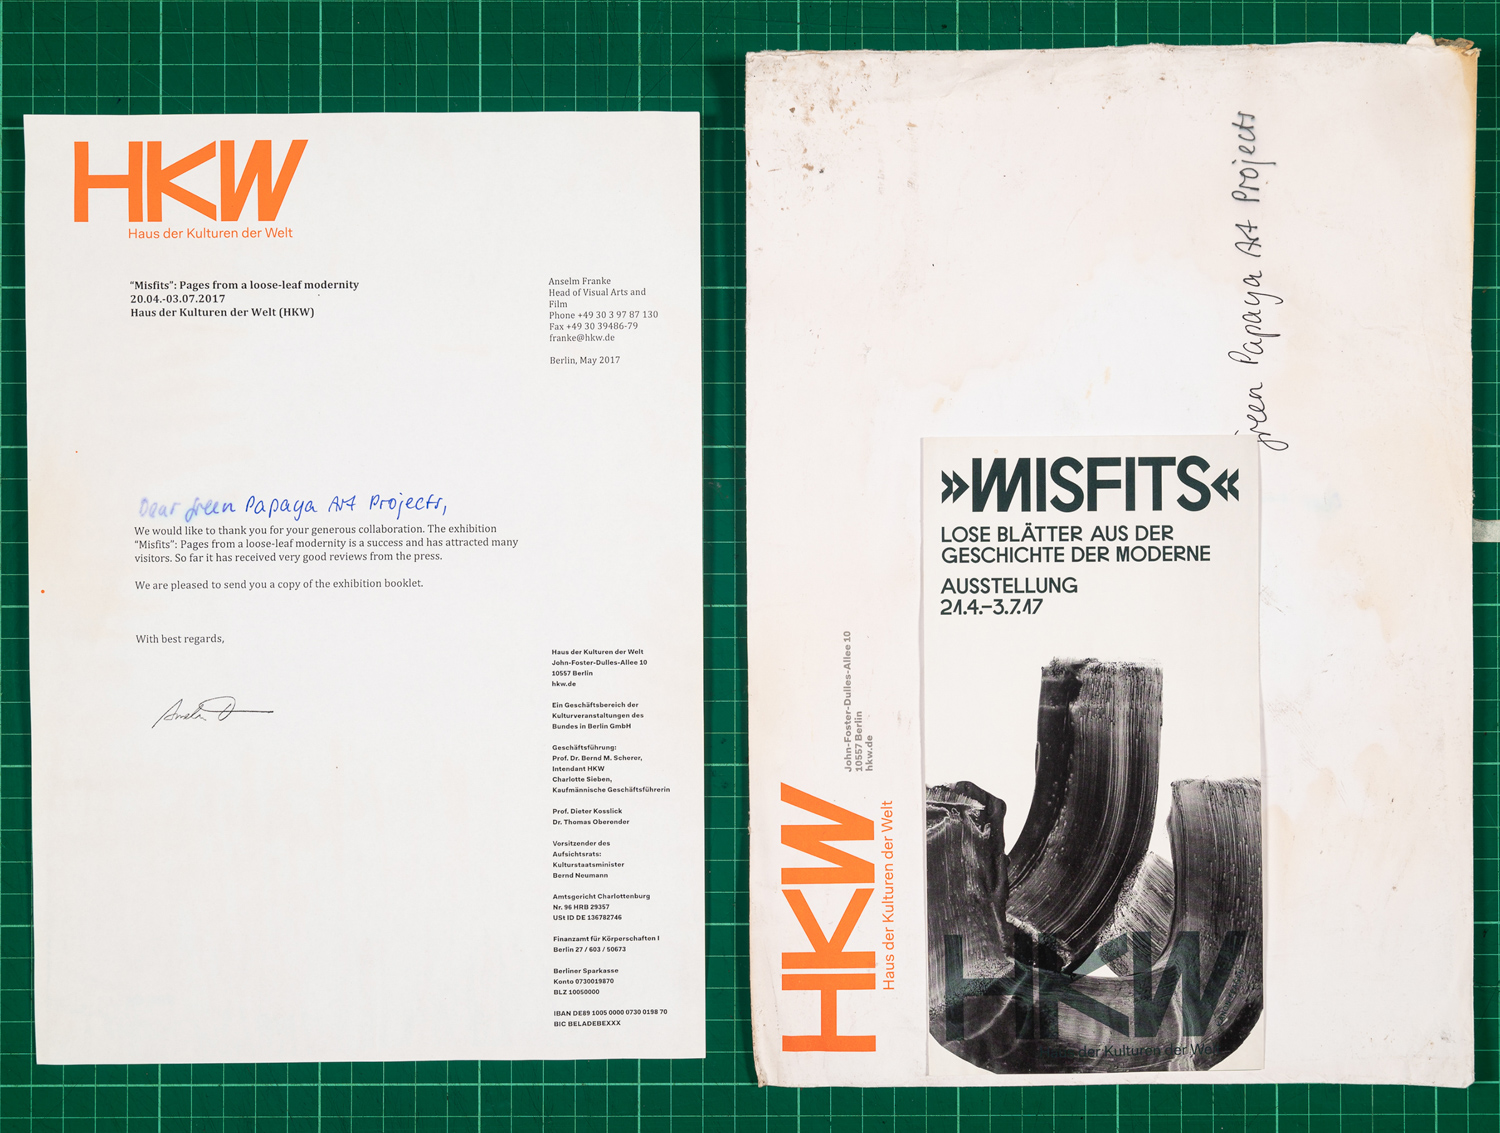 HKW
Haus der Kulturen der Welt
“Misfits”: Pages from a loose-leaf modernity
20.04.-03.07.2017
Haus der Kulturen der Welt (HKW)
Anselm Franke
Head of Visual Arts and
Film
Phone +49 30 3 97 87 130
Fax +49 30 39486-79
franke@hkw.de
Berlin, May 2017
Dear Green Papaya Art Projects,
We would like to thank you for your generous collaboration. The exhibition
“Misfits”: Pages from a loose-leaf modernity is a success and has attracted many
visitors. So far it has received very good reviews from the press.
We are pleased to send you a copy of the exhibition booklet.
With best regards,
Haus der Kulturen der Welt
John-Foster-Dulles-Allee 10
10557 Berlin
hkw.de
Ein Geschäftsbereich der
Kulturveranstaltungen des
Bundes in Berlin GmbH
Geschäftsführung:
Prof. Dr. Bernd M. Scherer,
Intendant HKW
Charlotte Sieben,
Kaufmännische Geschäftsführerin
Prof. Dieter Kosslick
Dr. Thomas Oberender
Vorsitzender des
Aufsichtsrats:
Kulturstaatsminister
Bernd Neumann
Amtsgericht Charlottenburg
Nr. 96 HRB 29357
USt ID DE 136782746
Finanzamt für Körperschaften I
Berlin 27 / 603 / 50673
Berliner Sparkasse
Konto 0730019870
BLZ 10050000
IBAN DE89 1005 0000 0730 0198 70
BIC BELADEBEXXX
Green Papaya Art Projects
John-Foster-Dulles-Allee 10
10557 Berlin
hkw.de
HKW
Haus der Kulturen der Welt
»MISFITS«
LOSE BLÄTTER AUS DER
GESCHICHTE DER MODERNE
AUSSTELLUNG
21.4.–3.7.17
HKW
Haus der Kulturen der Welt